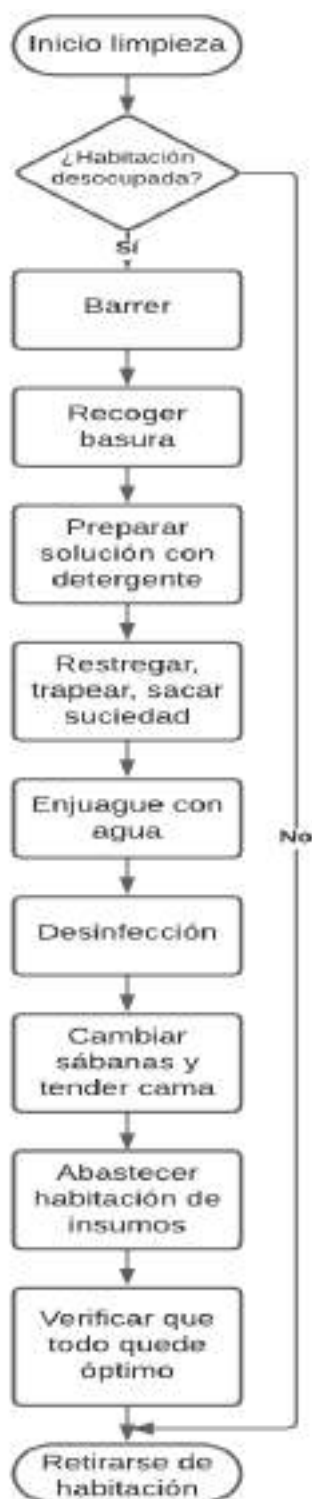 Inicio limpieza
¿Habitación
desocupada?
Sí
Barrer
Recoger
basura
Preparar
solución con
detergente
Restregar,
trapear, sacar
suciedad
Enjuague con
agua
No
Desinfección
Cambiar
sábanas y
tender cama
Abastecer
habitación de
insumos
Verificar que
todo quede
óptimo
Retirarse de
habitación